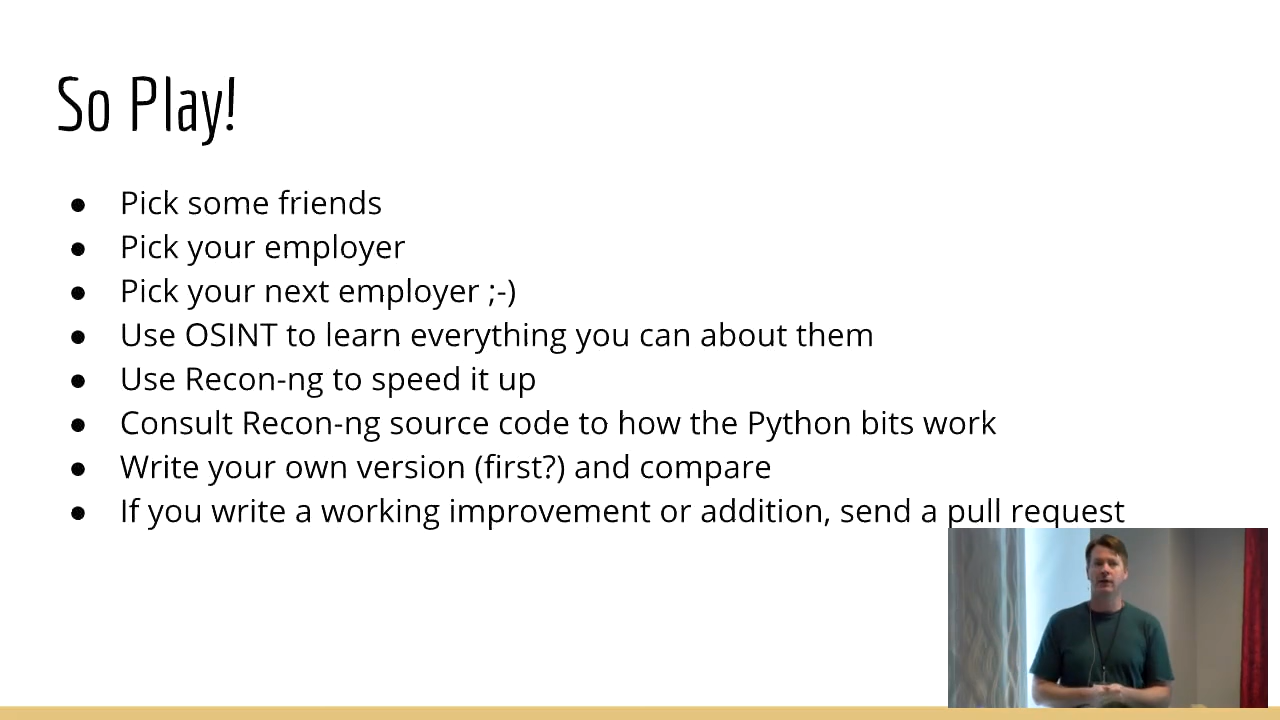 So Play!
● Pick some friends
● Pick your employer
● Pick your next employer ;-)
● Use OSINT to learn everything you can about them
● Use Recon-ng to speed it up
● Consult Recon-ng source code to how the Python bits work
● Write your own version (first?) and compare
● If you write a working improvement or addition, send a pull request